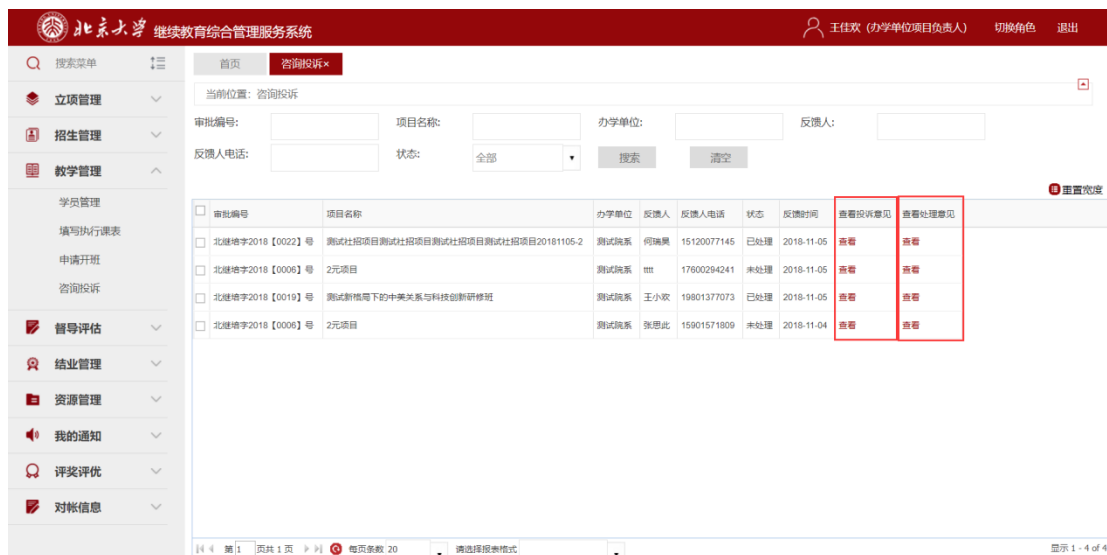 北京大学 继续教育综合管理服务系统
王佳欢 (办学单位项目负责人) 切换角色 退出
搜索菜单
首页 咨询投诉×
当前位置: 咨询投诉
立项管理
招生管理
教学管理
学员管理
填写执行课表
申请开班
咨询投诉
督导评估
结业管理
资源管理
我的通知
评奖评优
对帐信息
审批编号: 项目名称: 办学单位: 反馈人:
反馈人电话: 状态: 全部 搜索 清空
重置宽度
审批编号 项目名称 办学单位 反馈人 反馈人电话 状态 反馈时间 查看投诉意见 查看处理意见
北继培字2018【0022】号 测试社招项目测试社招项目测试社招项目测试社招项目20181105-2 测试院系 何瑞昊 15120077145 已处理 2018-11-05 查看 查看
北继培字2018【0006】号 2元项目 测试院系 tttt 17600294241 未处理 2018-11-05 查看 查看
北继培字2018【0019】号 测试新格局下的中美关系与科技创新研修班 测试院系 王小欢 19801377073 已处理 2018-11-05 查看 查看
北继培字2018【0006】号 2元项目 测试院系 张思此 15901571809 未处理 2018-11-04 查看 查看
第 1 页共 1 页 每页条数 20 请选择报表格式 显示 1 - 4 of 4